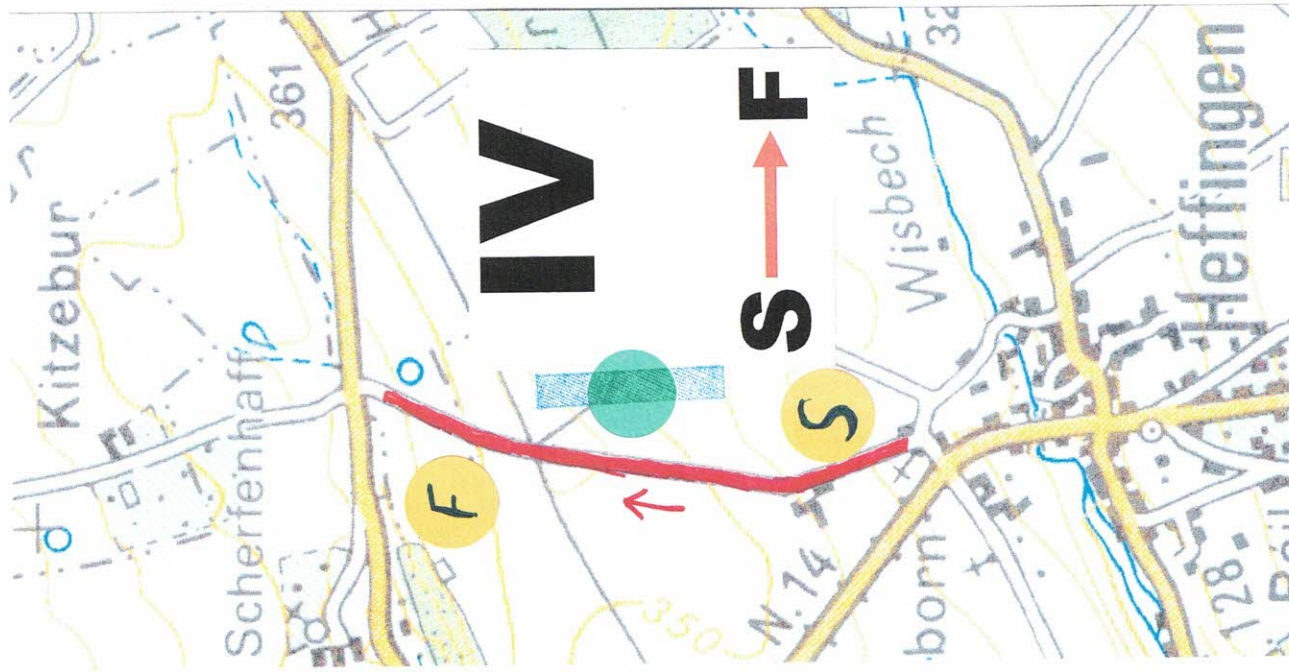 Kitzebur
361
Scherfenhaff
IV
S → F
Wisbech
32
Heffingen
F
S
N.14
350
born
128